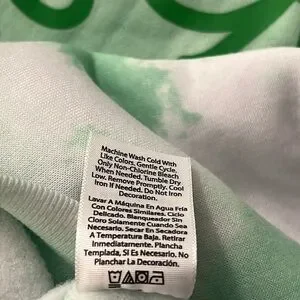 Machine Wash Cold With
Like Colors, Gentle Cycle.
Only Non-Chlorine Bleach
When Needed. Tumble Dry
Low. Remove Promptly. Cool
Iron If Needed. Do Not Iron
Decoration.
Lavar A Máquina En Agua Fria
Con Colores Similares. Ciclo
Delicado. Blanqueador Sin
Cloro Solamente Cuando Sea
Necesario. Secar En Secadora
A Temperatura Baja. Retirar
Inmediatamente. Plancha
Templada, Si Es Necesario. No
Planchar La Decoración.